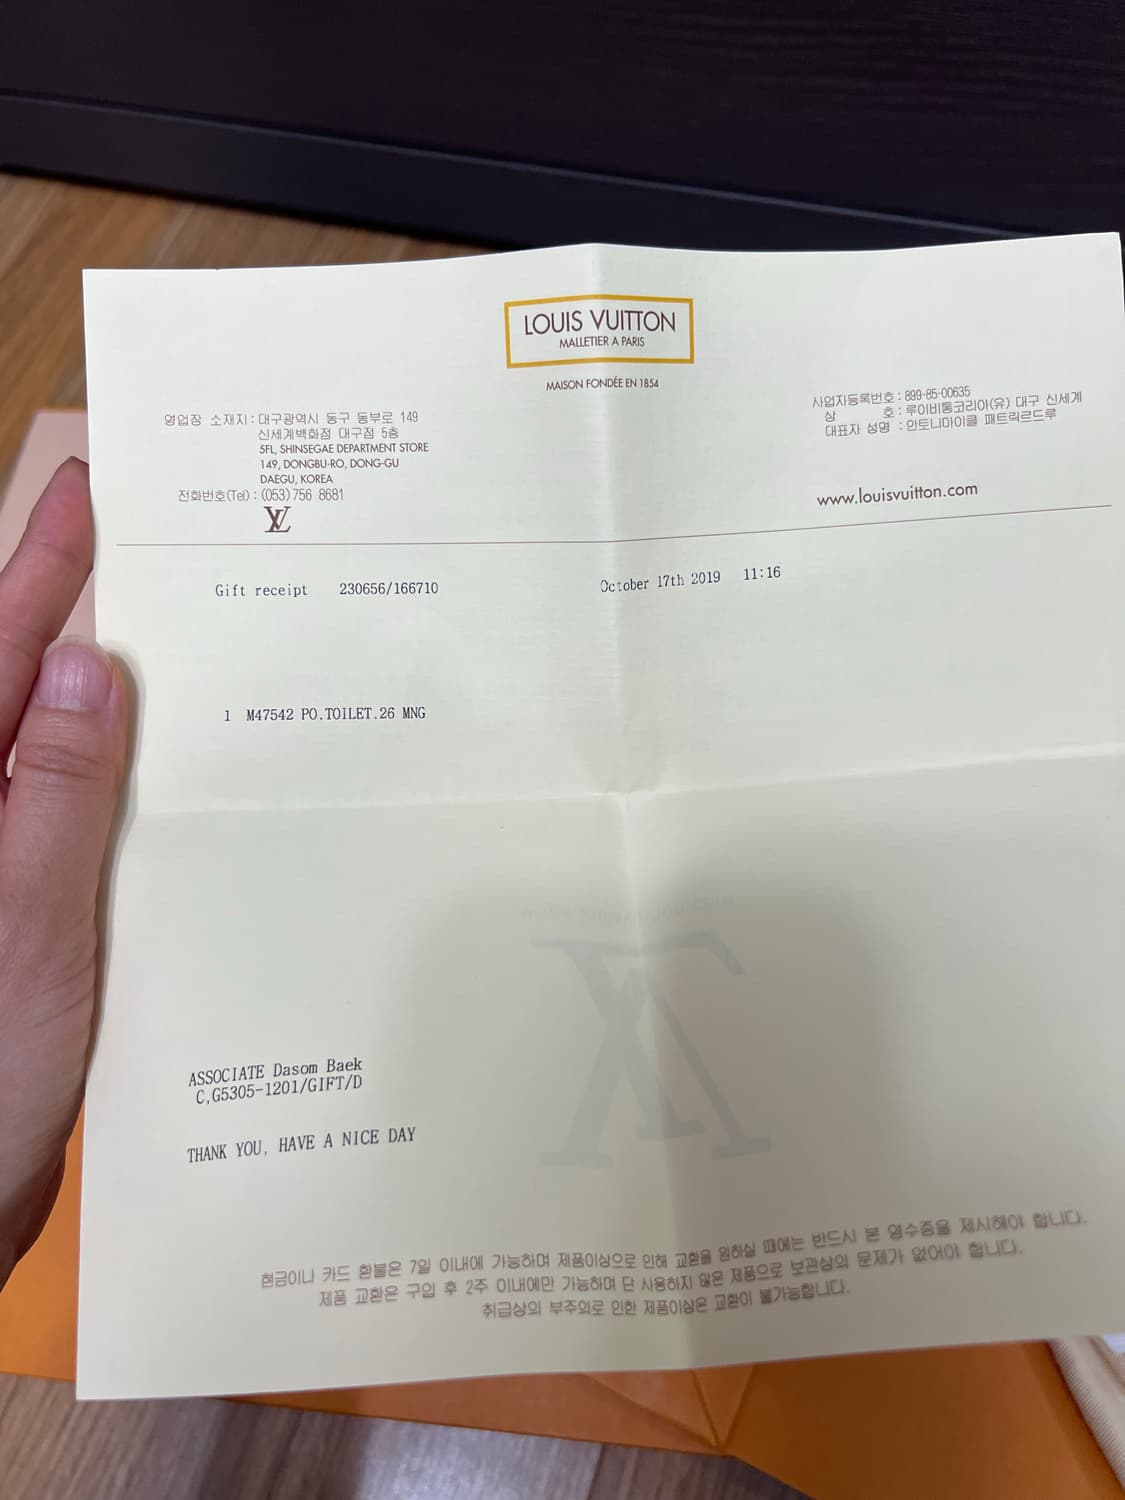 LOUIS VUITTON
MALLETIER A PARIS
MAISON FONDÉE EN 1854
영업장 소재지 : 대구광역시 동구 동부로 149
신세계백화점 대구점 5층
5FL, SHINSEGAE DEPARTMENT STORE
149, DONGBU-RO, DONG-GU
DAEGU, KOREA
전화번호(Tel) : (053)756 8681
LV
사업자등록번호 : 899-85-00635
상 호 : 루이비통코리아(유) 대구 신세계
대표자 성명 : 안토니마이클 패트릭르드루
www.louisvuitton.com
Gift receipt 230656/166710 October 17th 2019 11:16
1 M47542 PO.TOILET.26 MNG
ASSOCIATE Dasom Baek
C,G5305-1201/GIFT/D
THANK YOU, HAVE A NICE DAY
현금이나 카드 환불은 7일 이내에 가능하며 제품이상으로 인해 교환을 원하실 때에는 반드시 본 영수증을 제시해야 합니다.
제품 교환은 구입 후 2주 이내에만 가능하며 단 사용하지 않은 제품으로 보관상의 문제가 없어야 합니다.
취급상의 부주의로 인한 제품이상은 교환이 불가능합니다.